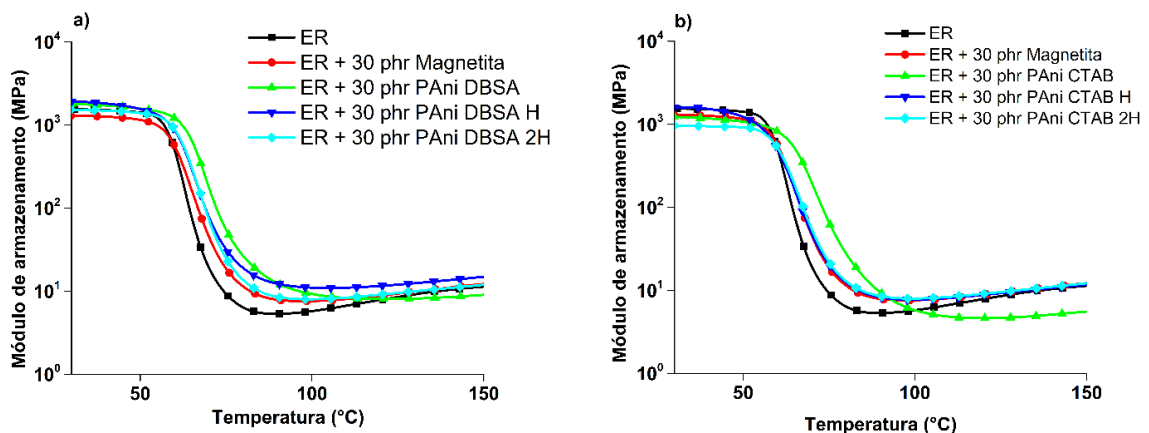 a)
Módulo de armazenamento (MPa)
10⁴
10³
10²
10¹
10⁰
50
100
150
Temperatura (°C)
ER
ER + 30 phr Magnetita
ER + 30 phr PAni DBSA
ER + 30 phr PAni DBSA H
ER + 30 phr PAni DBSA 2H
b)
Módulo de armazenamento (MPa)
10⁴
10³
10²
10¹
10⁰
50
100
150
Temperatura (°C)
ER
ER + 30 phr Magnetita
ER + 30 phr PAni CTAB
ER + 30 phr PAni CTAB H
ER + 30 phr PAni CTAB 2H